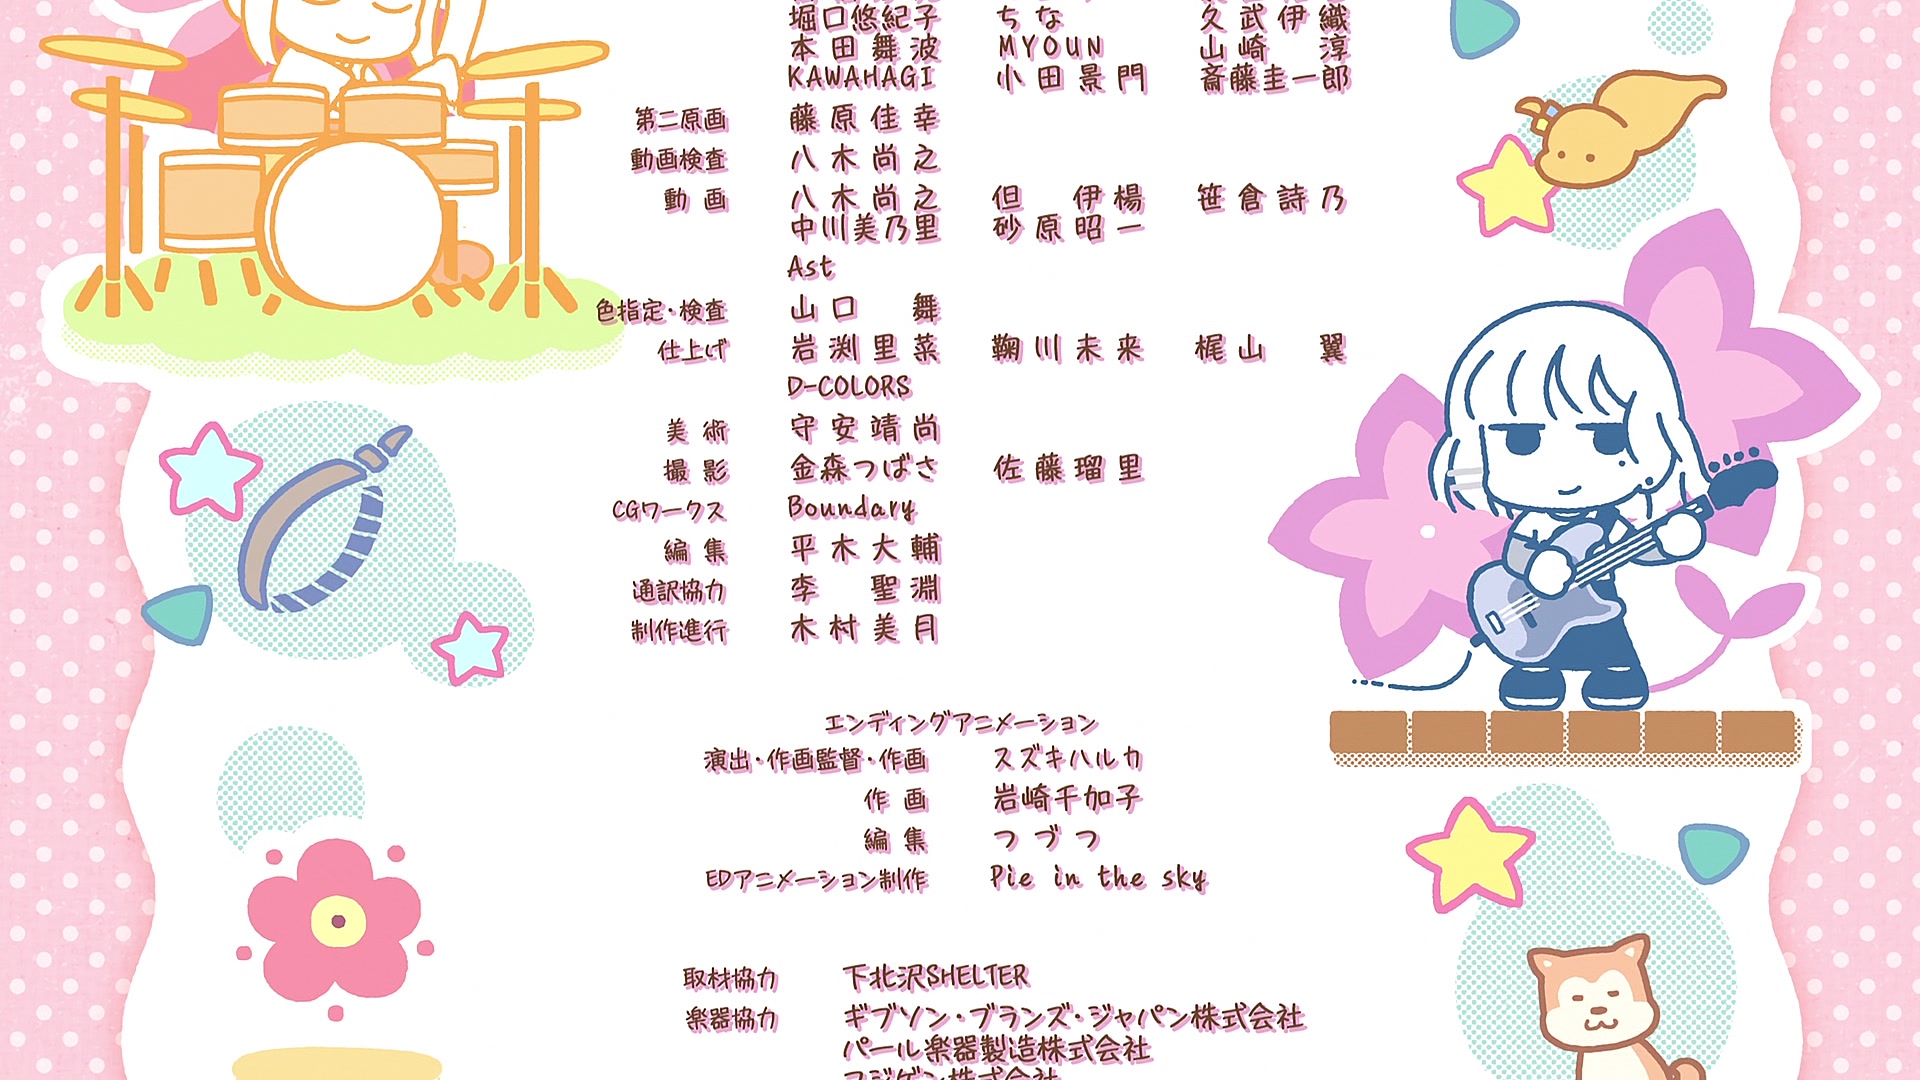 堀口悠紀子 ちな 久武伊織
本田舞波 MYOUN 山崎 淳
KAWAHAGI 小田景門 斎藤圭一郎
第二原画 藤原佳幸
動画検査 八木尚之
動画 八木尚之 但 伊楊 笹倉詩乃
中川美乃里 砂原昭一
Ast
色指定・検査 山口 舞
仕上げ 岩渕里菜 鞠川未来 梶山 翼
D-COLORS
美術 守安靖尚
撮影 金森つばさ 佐藤瑠里
CGワークス Boundary
編集 平木大輔
通訳協力 李 聖淵
制作進行 木村美月
エンディングアニメーション
演出・作画監督・作画 スズキハルカ
作画 岩崎千加子
編集 つづつ
EDアニメーション制作 Pie in the sky
取材協力 下北沢SHELTER
楽器協力 ギブソン・ブランズ・ジャパン株式会社
パール楽器製造株式会社
フジゲン株式会社